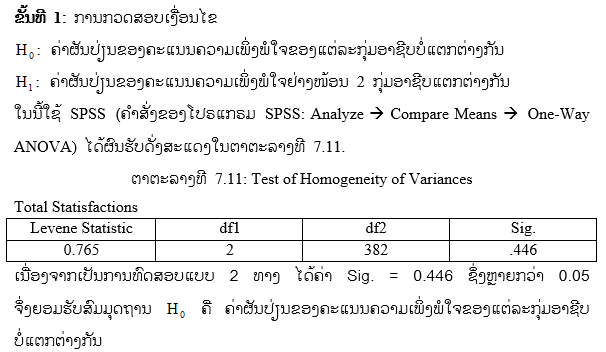 ຂັ້ນທີ 1: ການກວດສອບເງື່ອນໄຂ
H0: ຄ່າຜັນປ່ຽນຂອງຄະແນນຄວາມເພິ່ງພໍໃຈຂອງແຕ່ລະກຸ່ມອາຊີບບໍ່ແຕກຕ່າງກັນ
H1: ຄ່າຜັນປ່ຽນຂອງຄະແນນຄວາມເພິ່ງພໍໃຈຢ່າງໜ້ອນ 2 ກຸ່ມອາຊີບແຕກຕ່າງກັນ
ໃນນີ້ໃຊ້ SPSS (ຄໍາສັ່ງຂອງໂປຣແກຣມ SPSS: Analyze → Compare Means → One-Way
ANOVA) ໄດ້ຜົນຮັບດັ່ງສະແດງໃນຕາຕະລາງທີ 7.11.
ຕາຕະລາງທີ 7.11: Test of Homogeneity of Variances
Total Statisfactions
Levene Statistic df1 df2 Sig.
0.765 2 382 .446
ເນື່ອງຈາກເປັນການທົດສອບແບບ 2 ທາງ ໄດ້ຄ່າ Sig. = 0.446 ຊຶ່ງຫຼາຍກວ່າ 0.05
ຈຶ່ງຍອມຮັບສົມມຸດຖານ H0 ຄື ຄ່າຜັນປ່ຽນຂອງຄະແນນຄວາມເພິ່ງພໍໃຈຂອງແຕ່ລະກຸ່ມອາຊີບ
ບໍ່ແຕກຕ່າງກັນ